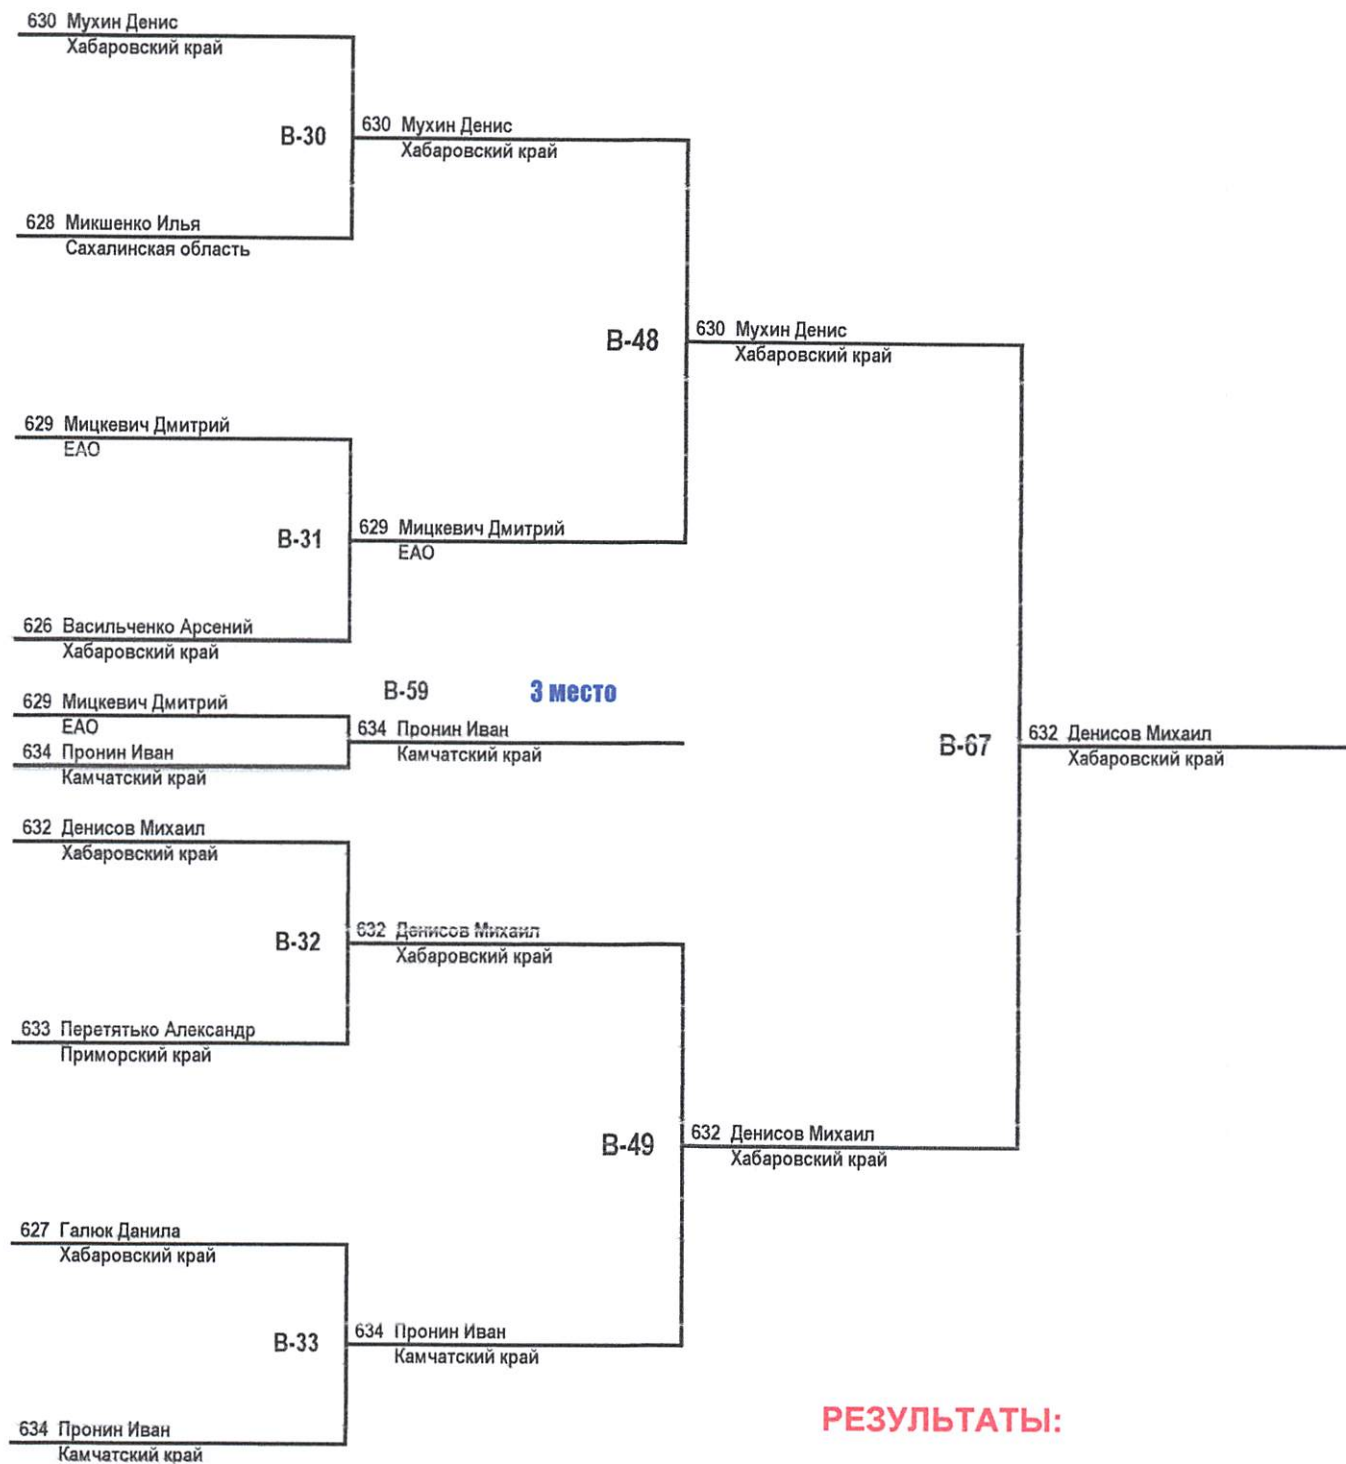 630 Мухин Денис
Хабаровский край
В-30
630 Мухин Денис
Хабаровский край
628 Микшенко Илья
Сахалинская область
В-48
630 Мухин Денис
Хабаровский край
629 Мицкевич Дмитрий
ЕАО
В-31
629 Мицкевич Дмитрий
ЕАО
626 Васильченко Арсений
Хабаровский край
В-59 3 место
629 Мицкевич Дмитрий
ЕАО
634 Пронин Иван
Камчатский край
634 Пронин Иван
Камчатский край
В-67
632 Денисов Михаил
Хабаровский край
632 Денисов Михаил
Хабаровский край
В-32
632 Денисов Михаил
Хабаровский край
633 Перетятько Александр
Приморский край
В-49
632 Денисов Михаил
Хабаровский край
627 Галюк Данила
Хабаровский край
В-33
634 Пронин Иван
Камчатский край
634 Пронин Иван
Камчатский край
РЕЗУЛЬТАТЫ: